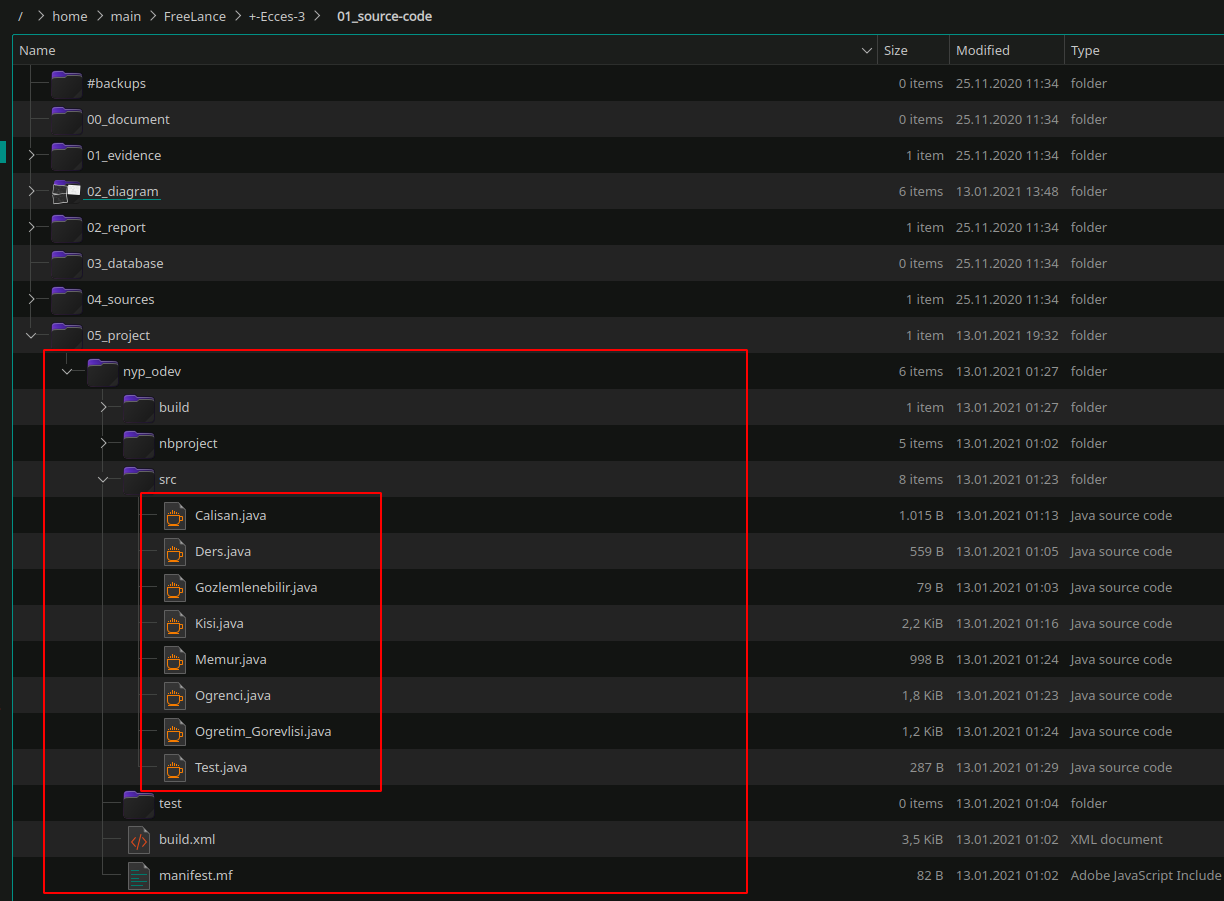 / > home > main > FreeLance > +-Ecces-3 > 01_source-code
Name Size Modified Type
#backups 0 items 25.11.2020 11:34 folder
00_document 0 items 25.11.2020 11:34 folder
01_evidence 1 item 25.11.2020 11:34 folder
02_diagram 6 items 13.01.2021 13:48 folder
02_report 1 item 25.11.2020 11:34 folder
03_database 0 items 25.11.2020 11:34 folder
04_sources 1 item 25.11.2020 11:34 folder
05_project 1 item 13.01.2021 19:32 folder
nyp_odev 6 items 13.01.2021 01:27 folder
build 1 item 13.01.2021 01:27 folder
nbproject 5 items 13.01.2021 01:02 folder
src 8 items 13.01.2021 01:23 folder
Calisan.java 1.015 B 13.01.2021 01:13 Java source code
Ders.java 559 B 13.01.2021 01:05 Java source code
Gozlemlenebilir.java 79 B 13.01.2021 01:03 Java source code
Kisi.java 2,2 KiB 13.01.2021 01:16 Java source code
Memur.java 998 B 13.01.2021 01:24 Java source code
Ogrenci.java 1,8 KiB 13.01.2021 01:23 Java source code
Ogretim_Gorevlisi.java 1,2 KiB 13.01.2021 01:24 Java source code
Test.java 287 B 13.01.2021 01:29 Java source code
test 0 items 13.01.2021 01:04 folder
build.xml 3,5 KiB 13.01.2021 01:02 XML document
manifest.mf 82 B 13.01.2021 01:02 Adobe JavaScript Include